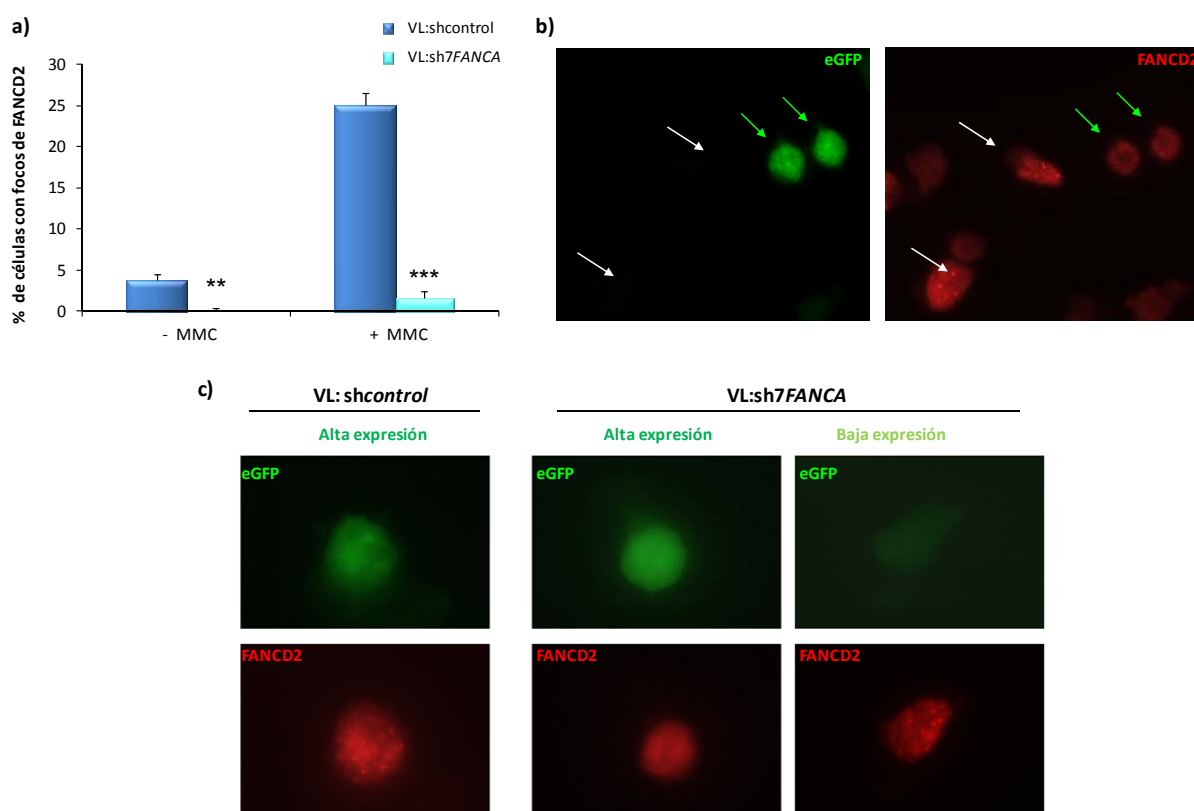 a)
VL:shcontrol
VL:sh7FANCA
% de células con focos de FANCD2
30
25
20
15
10
5
0
**
***
- MMC
+ MMC
b)
eGFP
FANCD2
c)
VL: shcontrol
VL:sh7FANCA
Alta expresión
Alta expresión
Baja expresión
eGFP
eGFP
eGFP
FANCD2
FANCD2
FANCD2